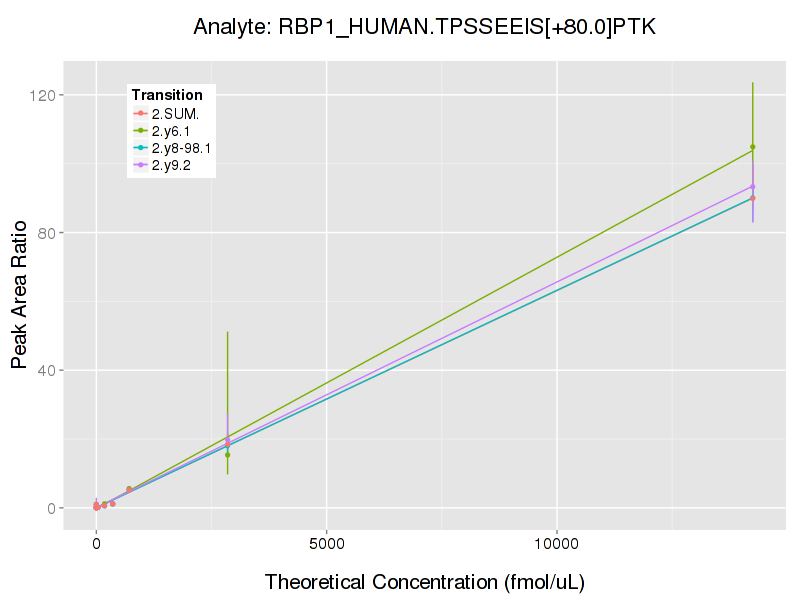 Analyte: RBP1_HUMAN.TPSSEEIS[+80.0]PTK
Transition
2.SUM.
2.y6.1
2.y8-98.1
2.y9.2
Peak Area Ratio
120
80
40
0
0 5000 10000
Theoretical Concentration (fmol/uL)